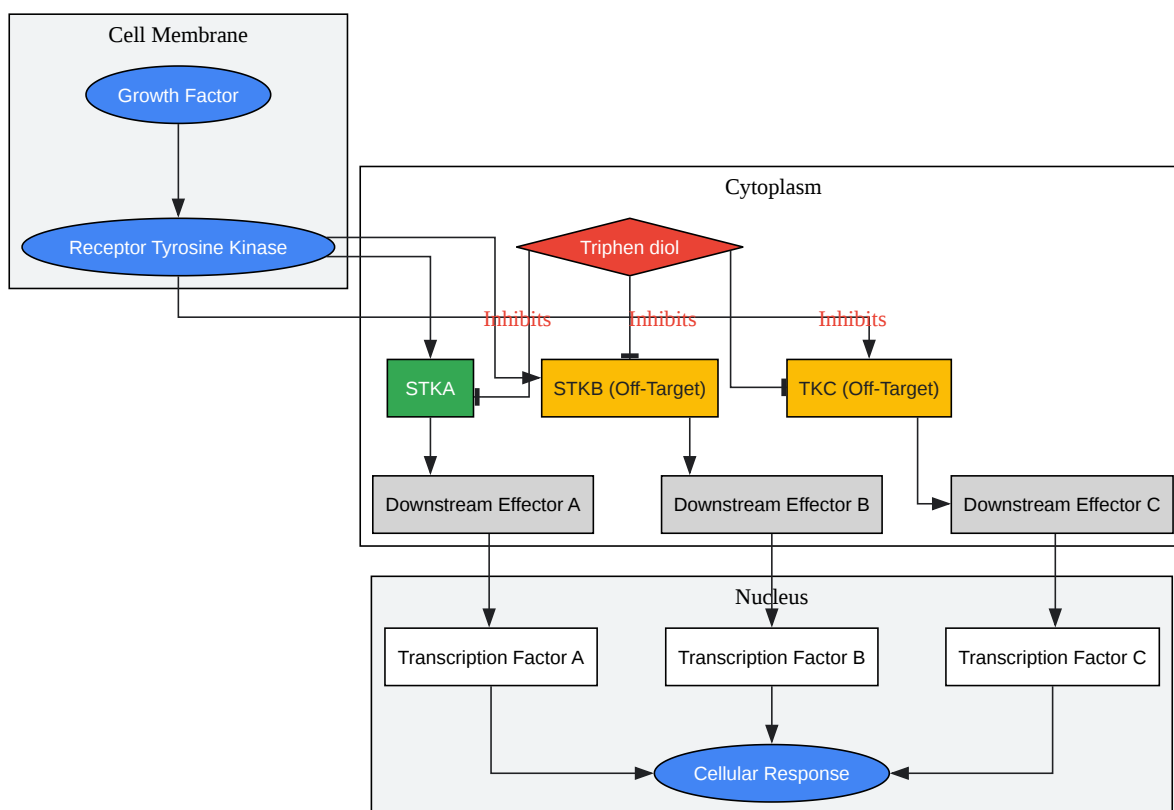 Cell Membrane
Growth Factor
Cytoplasm
Receptor Tyrosine Kinase
Triphen diol
Inhibits
Inhibits
Inhibits
STKA
STKB (Off-Target)
TKC (Off-Target)
Downstream Effector A
Downstream Effector B
Downstream Effector C
Nucleus
Transcription Factor A
Transcription Factor B
Transcription Factor C
Cellular Response